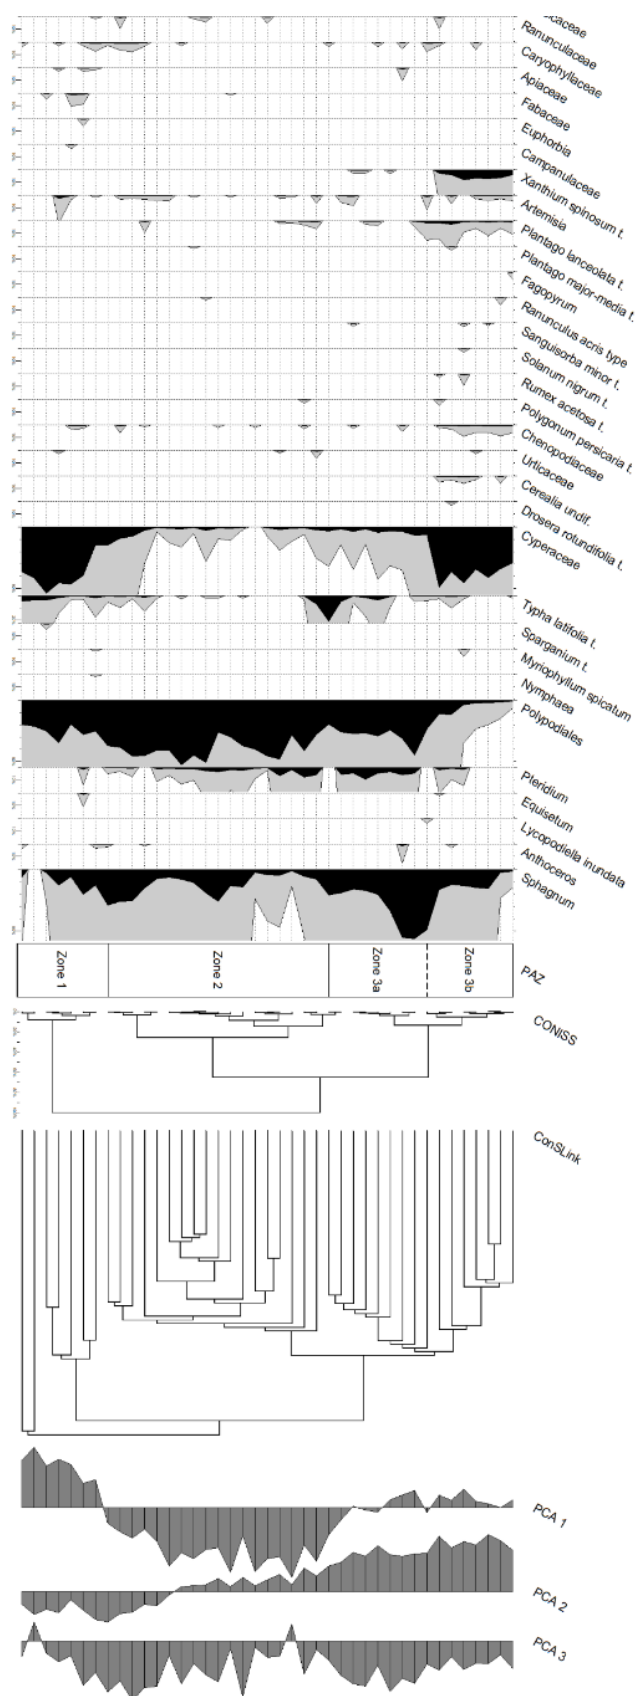 Ranunculaceae
Caryophyllaceae
Apiaceae
Fabaceae
Euphorbia
Campanulaceae
Xanthium spinosum t.
Artemisia
Plantago lanceolata t.
Plantago major-media t.
Fagopyrum
Ranunculus acris type
Sanguisorba minor t.
Solanum nigrum t.
Rumex acetosa t.
Polygonum persicaria t.
Chenopodiaceae
Urticaceae
Cerealia undif.
Drosera rotundifolia t.
Cyperaceae
Typha latifolia t.
Sparganium t.
Myriophyllum spicatum
Nymphaea
Polypodiales
Pteridium
Equisetum
Lycopodiella inundata
Anthoceros
Sphagnum
Zone 1
Zone 2
Zone 3a
Zone 3b
PAZ
CONISS
ConSLink
PCA 1
PCA 2
PCA 3